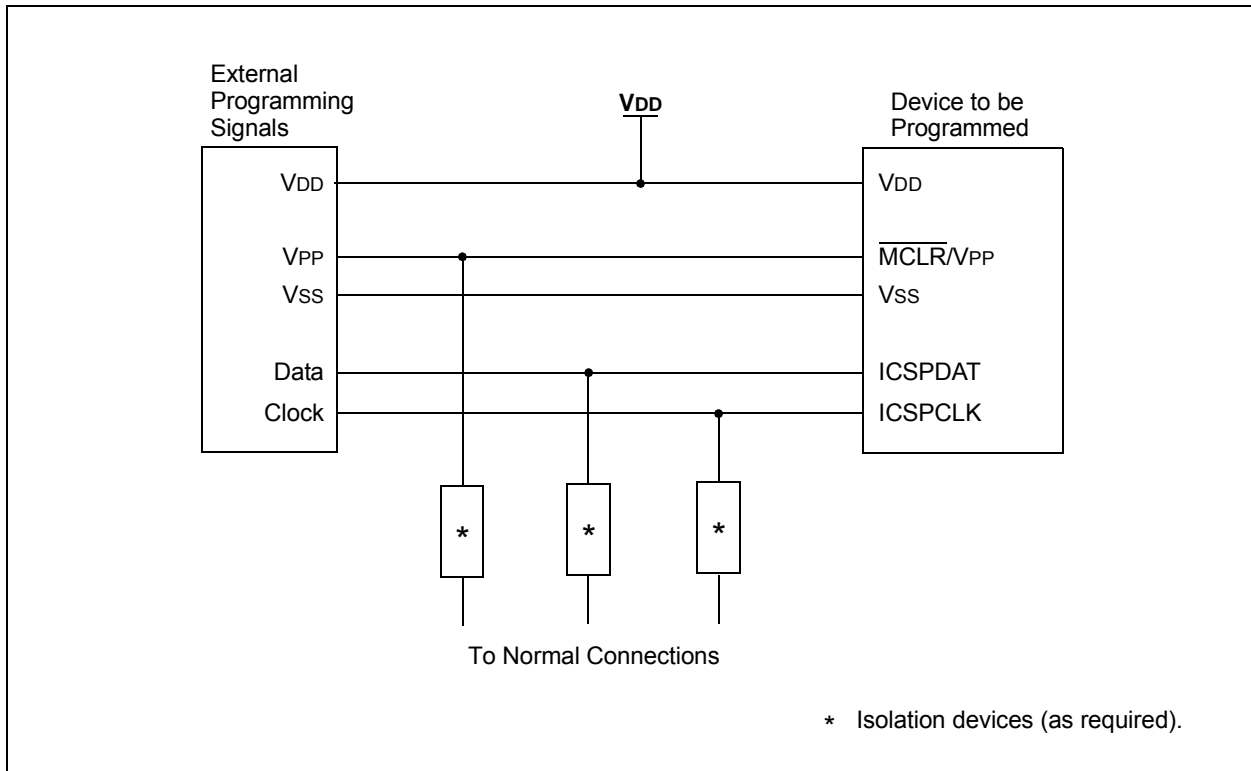 External
Programming
Signals
VDD
Device to be
Programmed
VDD
VDD
VPP
MCLR/VPP
VSS
VSS
Data
ICSPDAT
Clock
ICSPCLK
*
*
*
To Normal Connections
* Isolation devices (as required).